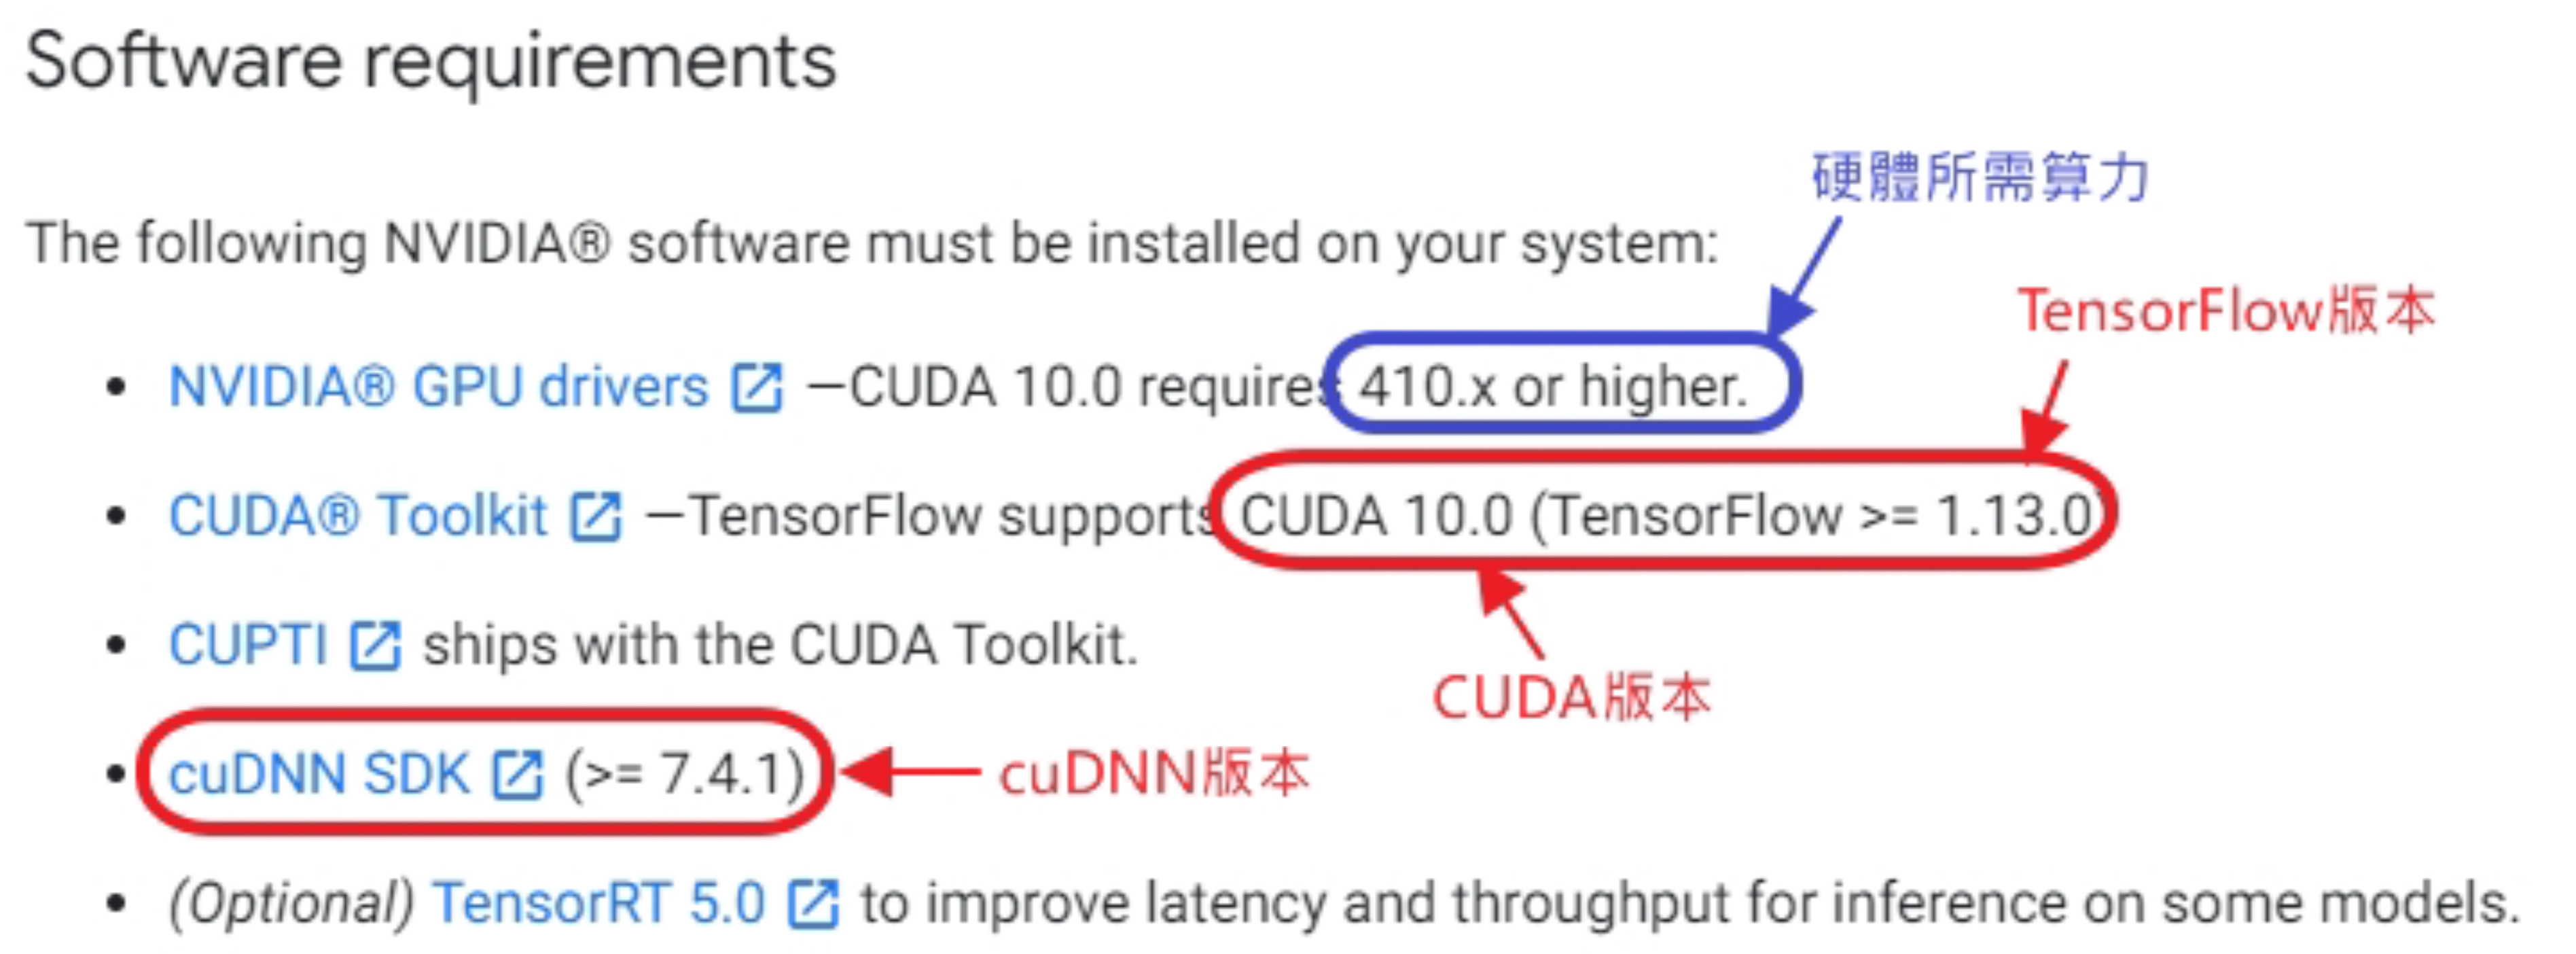 Software requirements
硬體所需算力
The following NVIDIA® software must be installed on your system:
TensorFlow版本
• NVIDIA® GPU drivers —CUDA 10.0 requires 410.x or higher.
• CUDA® Toolkit —TensorFlow supports CUDA 10.0 (TensorFlow >= 1.13.0)
• CUPTI ships with the CUDA Toolkit.
CUDA版本
• cuDNN SDK (>= 7.4.1)
cuDNN版本
• (Optional) TensorRT 5.0 to improve latency and throughput for inference on some models.